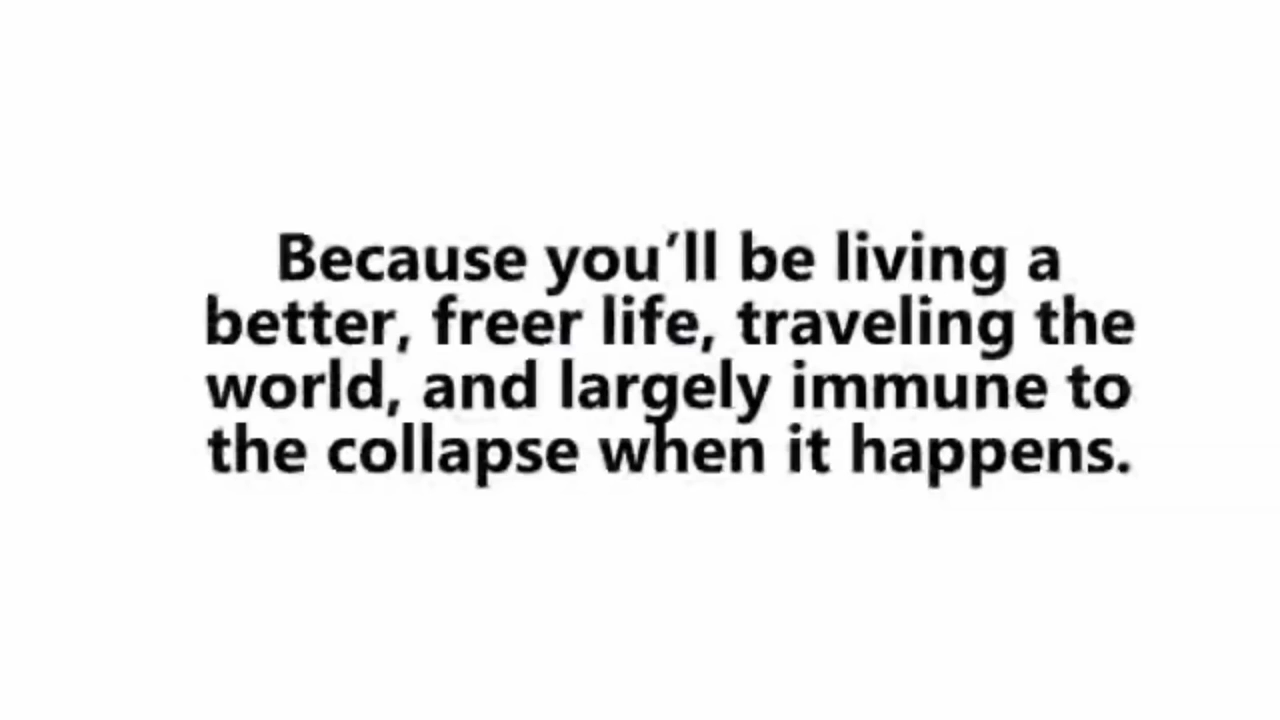 Because you’ll be living a
better, freer life, traveling the
world, and largely immune to
the collapse when it happens.